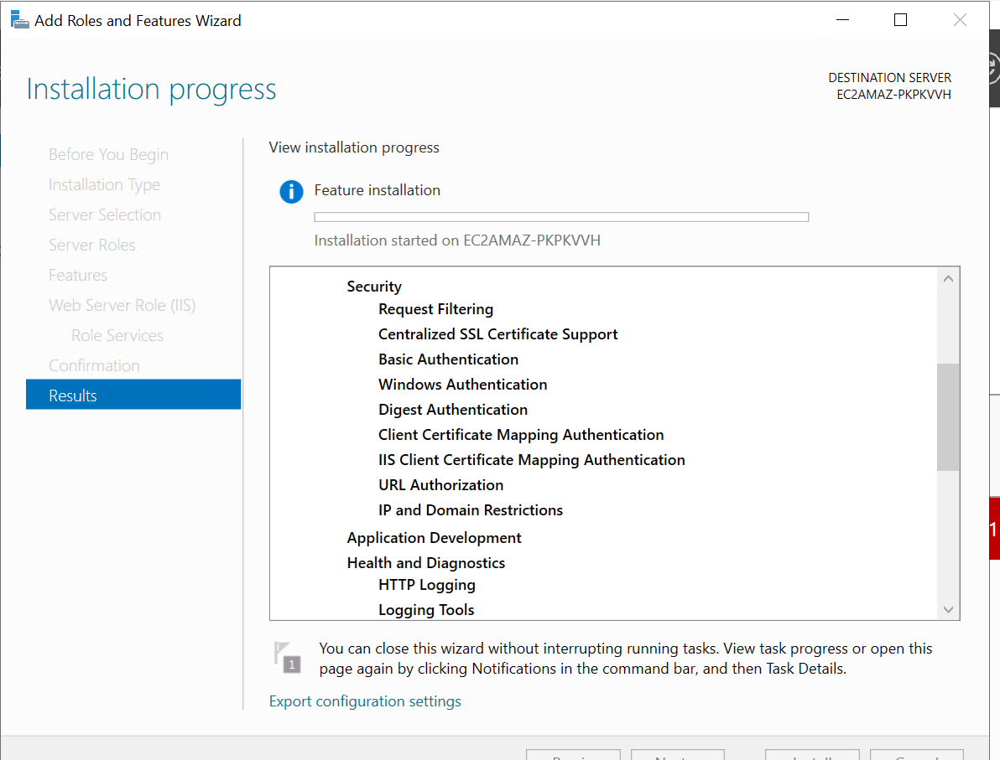 Add Roles and Features Wizard
Installation progress
DESTINATION SERVER
EC2AMAZ-PKPKVVH
Before You Begin
Installation Type
Server Selection
Server Roles
Features
Web Server Role (IIS)
Role Services
Confirmation
Results
View installation progress
Feature installation
Installation started on EC2AMAZ-PKPKVVH
Security
Request Filtering
Centralized SSL Certificate Support
Basic Authentication
Windows Authentication
Digest Authentication
Client Certificate Mapping Authentication
IIS Client Certificate Mapping Authentication
URL Authorization
IP and Domain Restrictions
Application Development
Health and Diagnostics
HTTP Logging
Logging Tools
1
You can close this wizard without interrupting running tasks. View task progress or open this
page again by clicking Notifications in the command bar, and then Task Details.
Export configuration settings
1